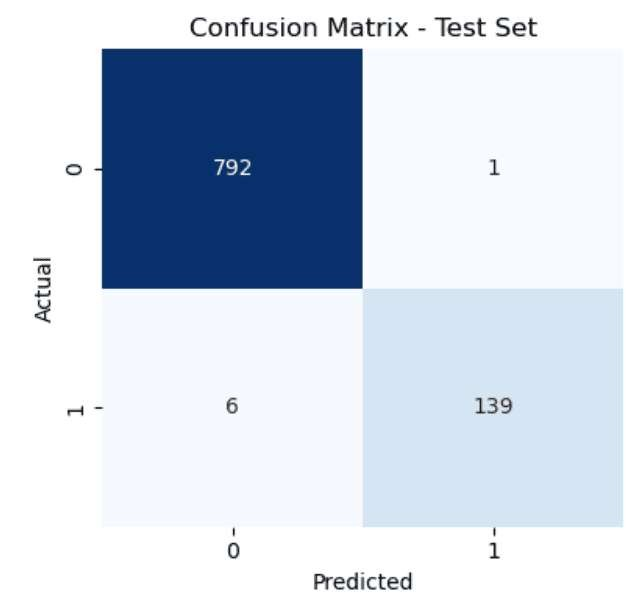 Confusion Matrix - Test Set
Actual
0
792
1
1
6
139
0
1
Predicted